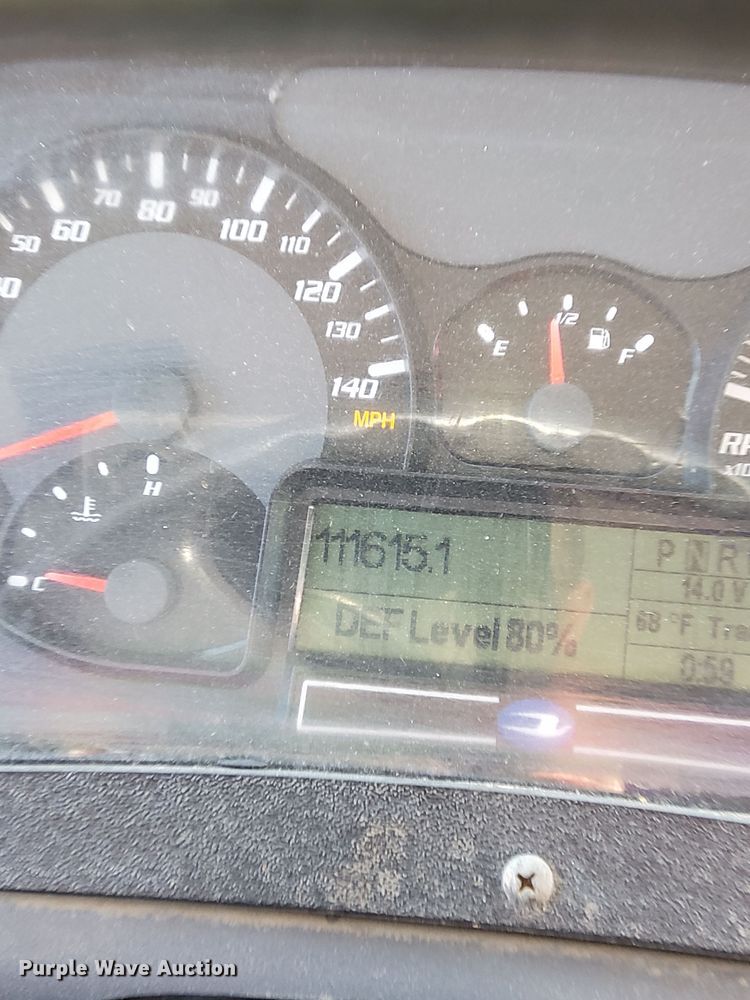 50 60 70 80 90 100 110 120 130 140
MPH
E 1/2 F
C H
111615.1
DEF Level 80%
P N R
14.0 V
68 °F
0:59
Purple Wave Auction